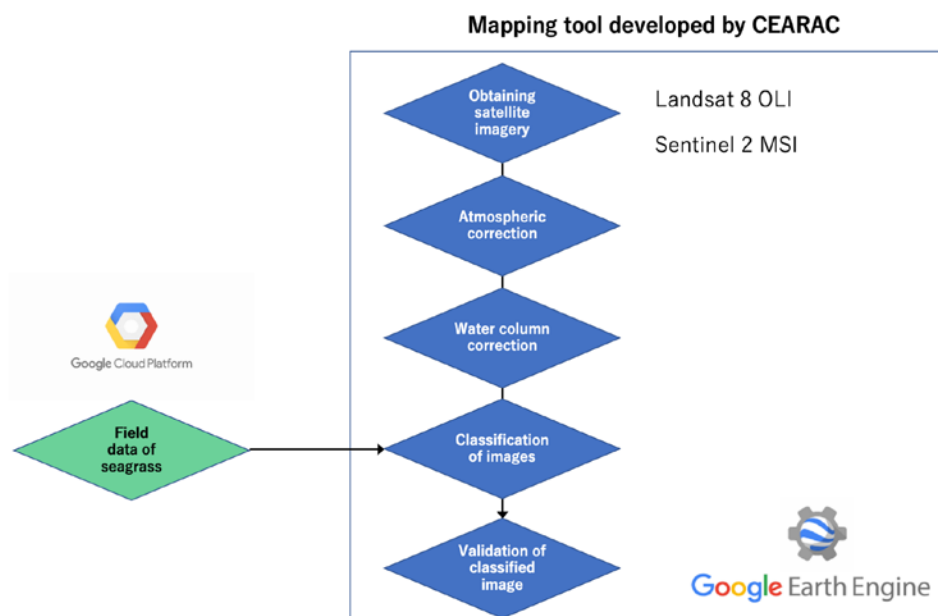 Mapping tool developed by CEARAC
Obtaining
satellite
imagery
Landsat 8 OLI
Sentinel 2 MSI
Atmospheric
correction
Water column
correction
Google Cloud Platform
Field
data of
seagrass
Classification
of images
Validation of
classified
image
Google Earth Engine